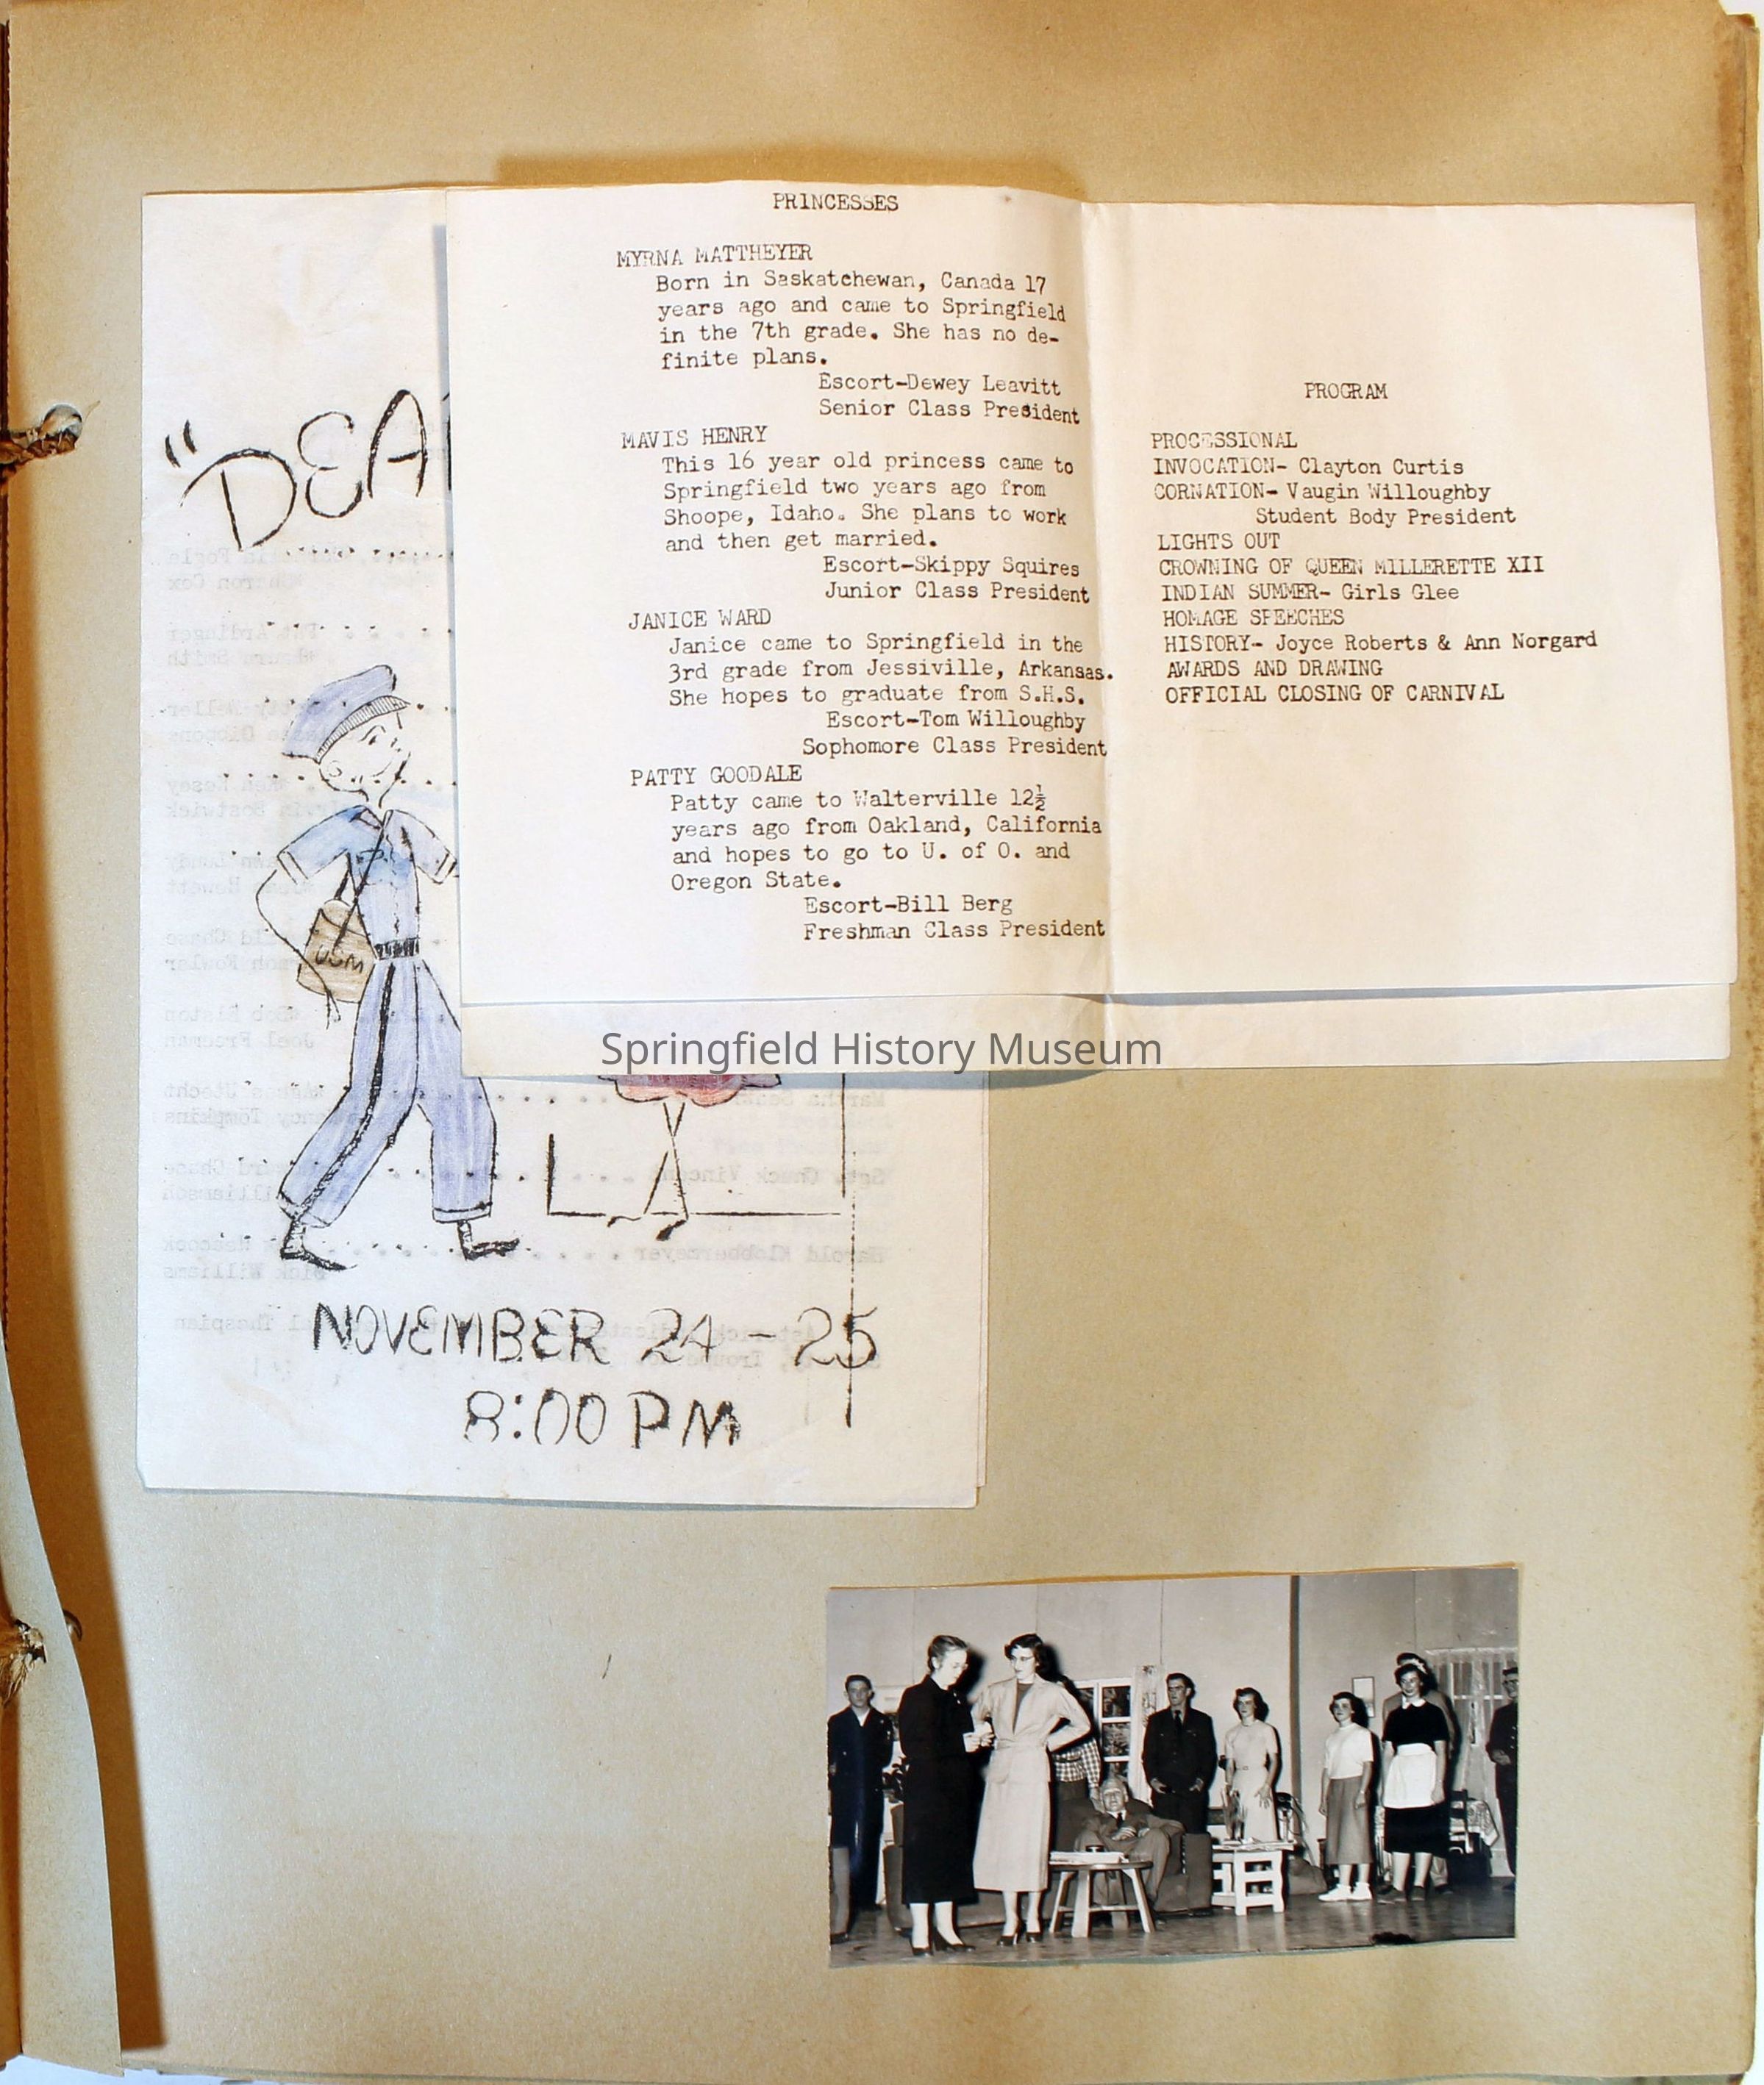 PRINCESSES
MYRNA MATTHEYER
Born in Saskatchewan, Canada 17
years ago and came to Springfield
in the 7th grade. She has no de-
finite plans.
Escort-Dewey Leavitt
Senior Class President
MAVIS HENRY
This 16 year old princess came to
Springfield two years ago from
Shoope, Idaho. She plans to work
and then get married.
Escort-Skippy Squires
Junior Class President
JANICE WARD
Janice came to Springfield in the
3rd grade from Jessiville, Arkansas.
She hopes to graduate from S.H.S.
Escort-Tom Willoughby
Sophomore Class President
PATTY GOODALE
Patty came to Walterville 12½
years ago from Oakland, California
and hopes to go to U. of O. and
Oregon State.
Escort-Bill Berg
Freshman Class President
PROGRAM
PROCESSIONAL
INVOCATION- Clayton Curtis
CORNATION- Vaugin Willoughby
Student Body President
LIGHTS OUT
CROWNING OF QUEEN MILLERETTE XII
INDIAN SUMMER- Girls Glee
HOMAGE SPEECHES
HISTORY- Joyce Roberts & Ann Norgard
AWARDS AND DRAWING
OFFICIAL CLOSING OF CARNIVAL
"DEA
USM
Springfield History Museum
NOVEMBER 24-25
8:00 PM